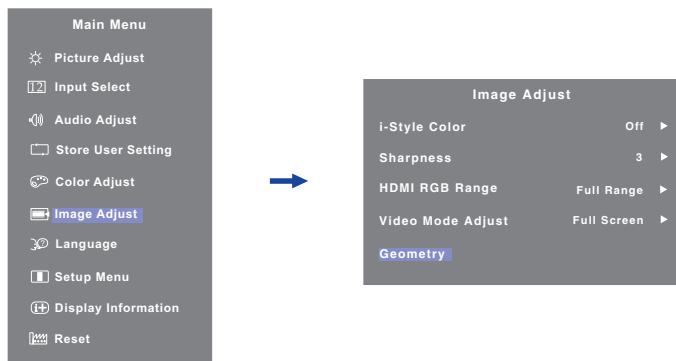 Main Menu
Picture Adjust
12 Input Select
Audio Adjust
Store User Setting
Color Adjust
Image Adjust
? Language
Setup Menu
i+ Display Information
Reset
Image Adjust
i-Style Color Off
Sharpness 3
HDMI RGB Range Full Range
Video Mode Adjust Full Screen
Geometry